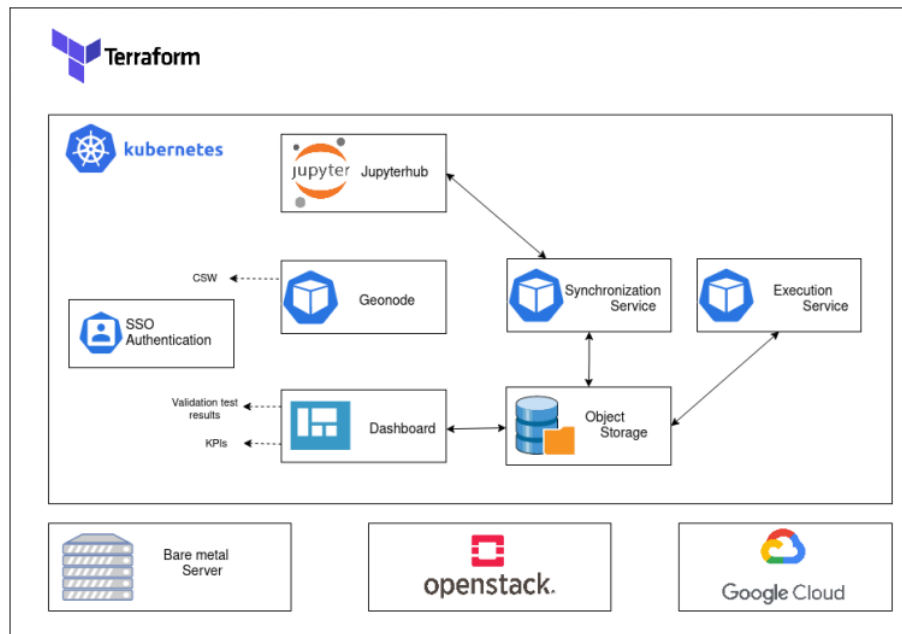 Terraform
kubernetes
jupyter
Jupyterhub
CSW
Geonode
Synchronization
Service
Execution
Service
SSO
Authentication
Validation test
results
KPIs
Dashboard
Object
Storage
Bare metal
Server
openstack.
Google Cloud